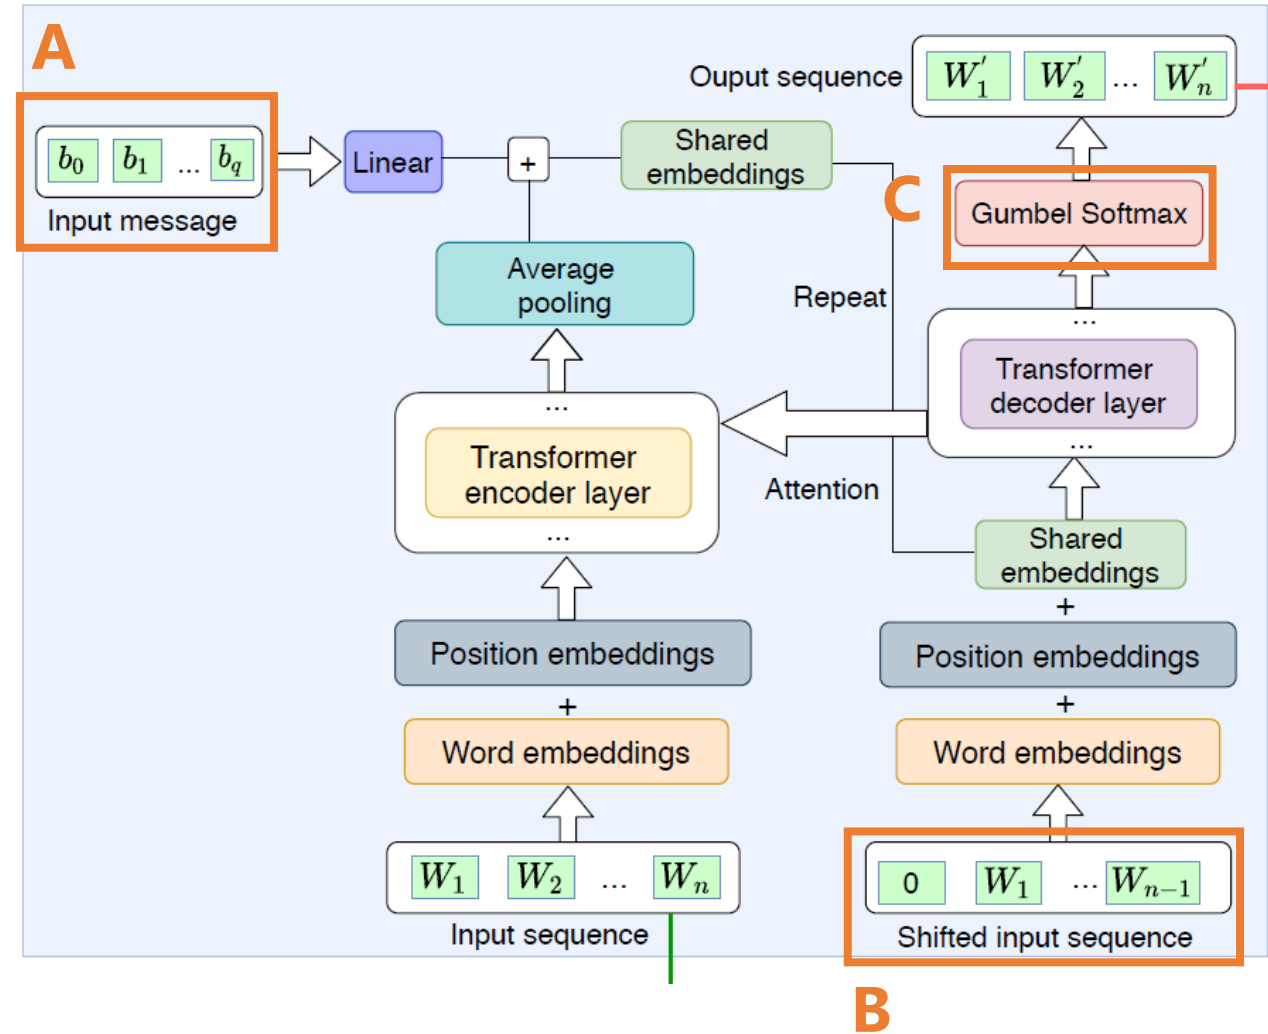 A
b0 b1 ... bq
Input message
Linear
+
Shared
embeddings
Ouput sequence
W'1 W'2 ... W'n
C
Gumbel Softmax
Average
pooling
Repeat
...
Transformer
decoder layer
...
...
Transformer
encoder layer
...
Attention
Shared
embeddings
+
Position embeddings
Position embeddings
+
+
Word embeddings
Word embeddings
W1 W2 ... Wn
Input sequence
0 W1 ... Wn−1
Shifted input sequence
B